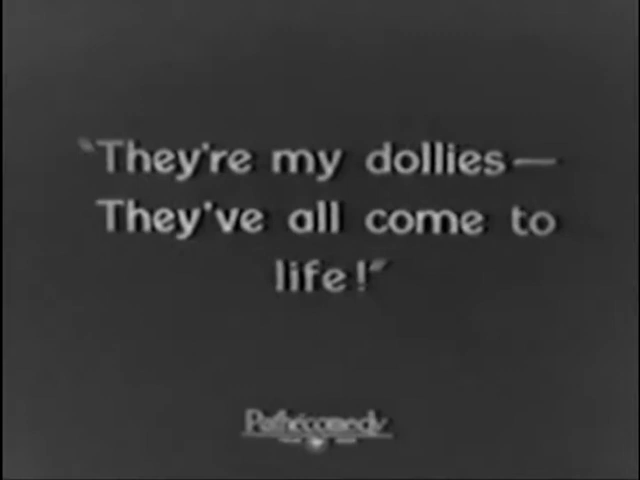 “They're my dollies—
They've all come to
life!”
Pathécomedy